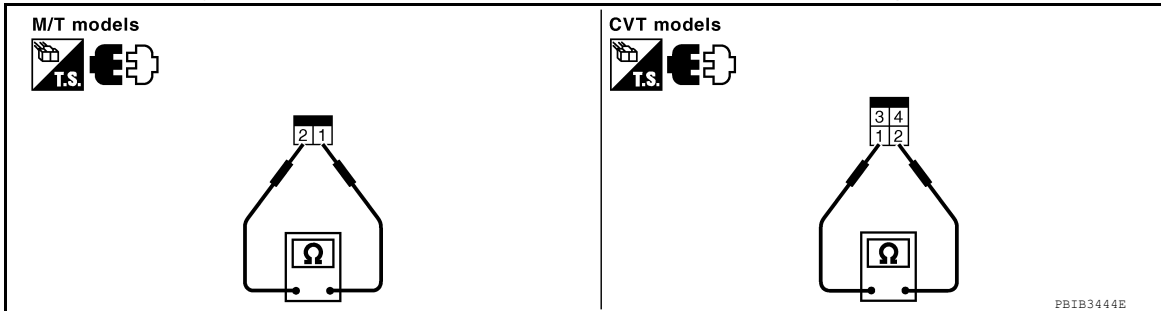 M/T models
T.S.
2 1
Ω
CVT models
T.S.
3 4
1 2
Ω
PBIB3444E